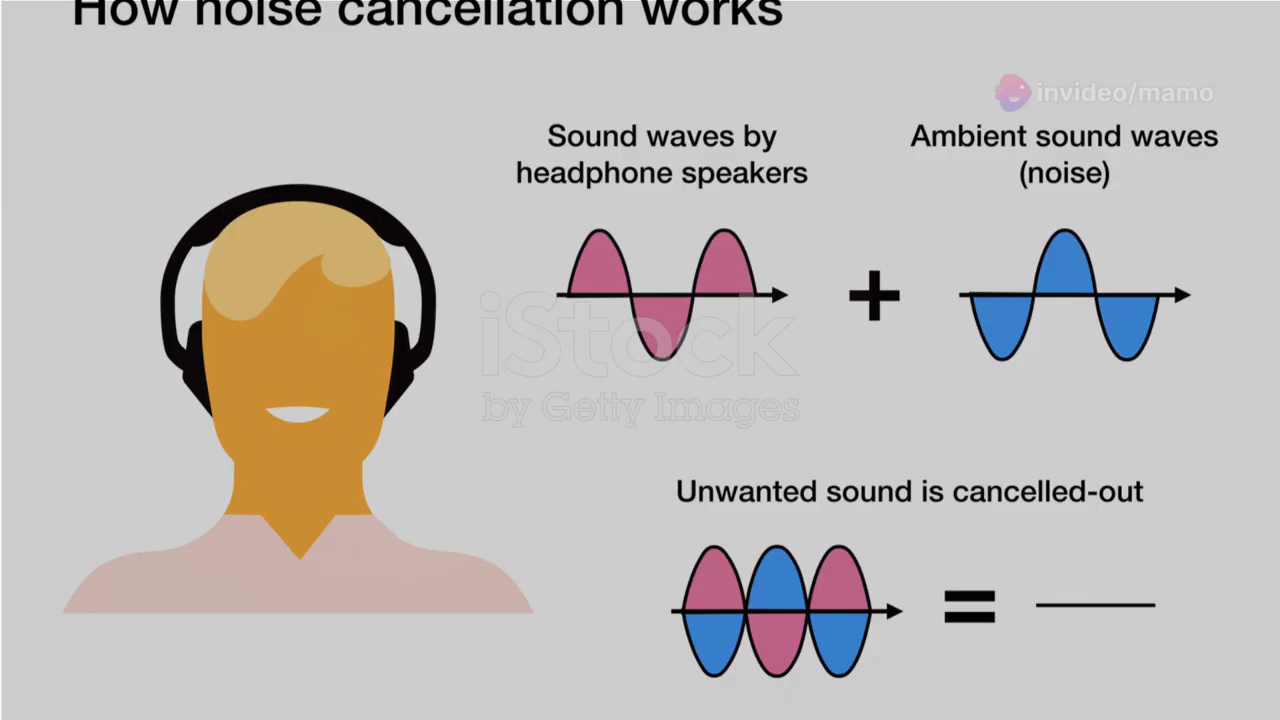 How noise cancellation works
invideo/mamo
Sound waves by
headphone speakers
Ambient sound waves
(noise)
iStock
by Getty Images
Unwanted sound is cancelled-out